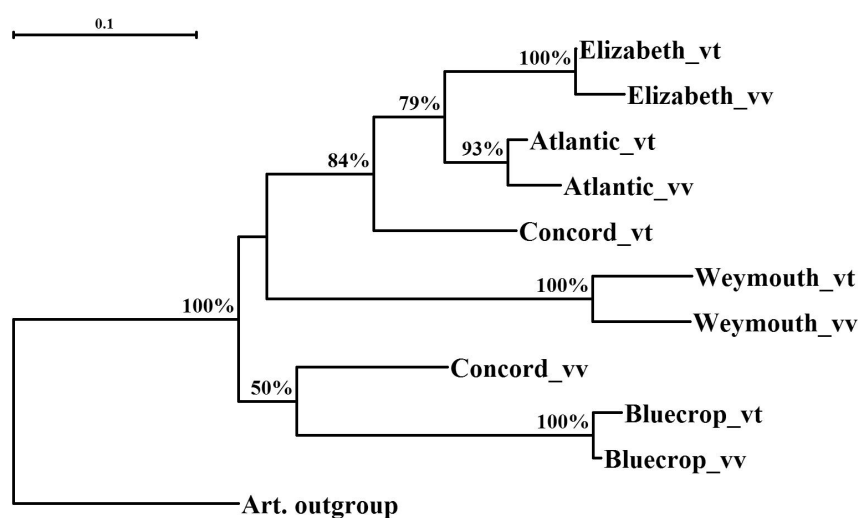 0.1
100% Elizabeth_vt
Elizabeth_vv
79%
93% Atlantic_vt
84%
Atlantic_vv
Concord_vt
100% Weymouth_vt
100%
Weymouth_vv
Concord_vv
50%
100% Bluecrop_vt
Bluecrop_vv
Art. outgroup